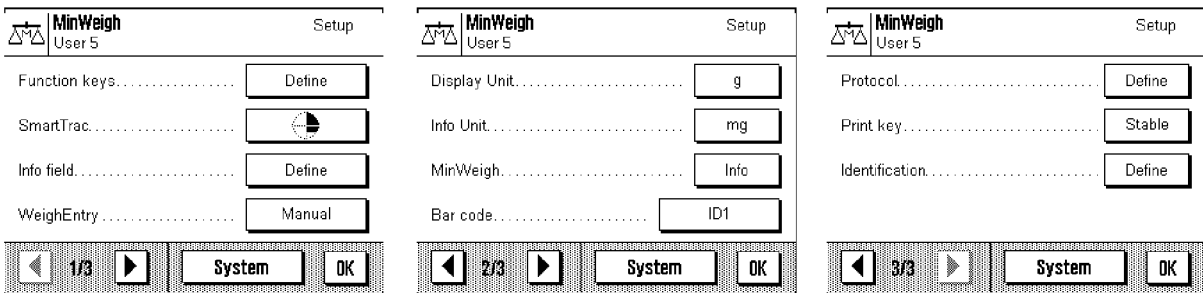 MinWeigh
User 5
Setup
Function keys
Define
SmartTrac
Info field
Define
WeighEntry
Manual
1/3
System
OK
MinWeigh
User 5
Setup
Display Unit
g
Info Unit
mg
MinWeigh
Info
Bar code
ID1
2/3
System
OK
MinWeigh
User 5
Setup
Protocol
Define
Print key
Stable
Identification
Define
3/3
System
OK